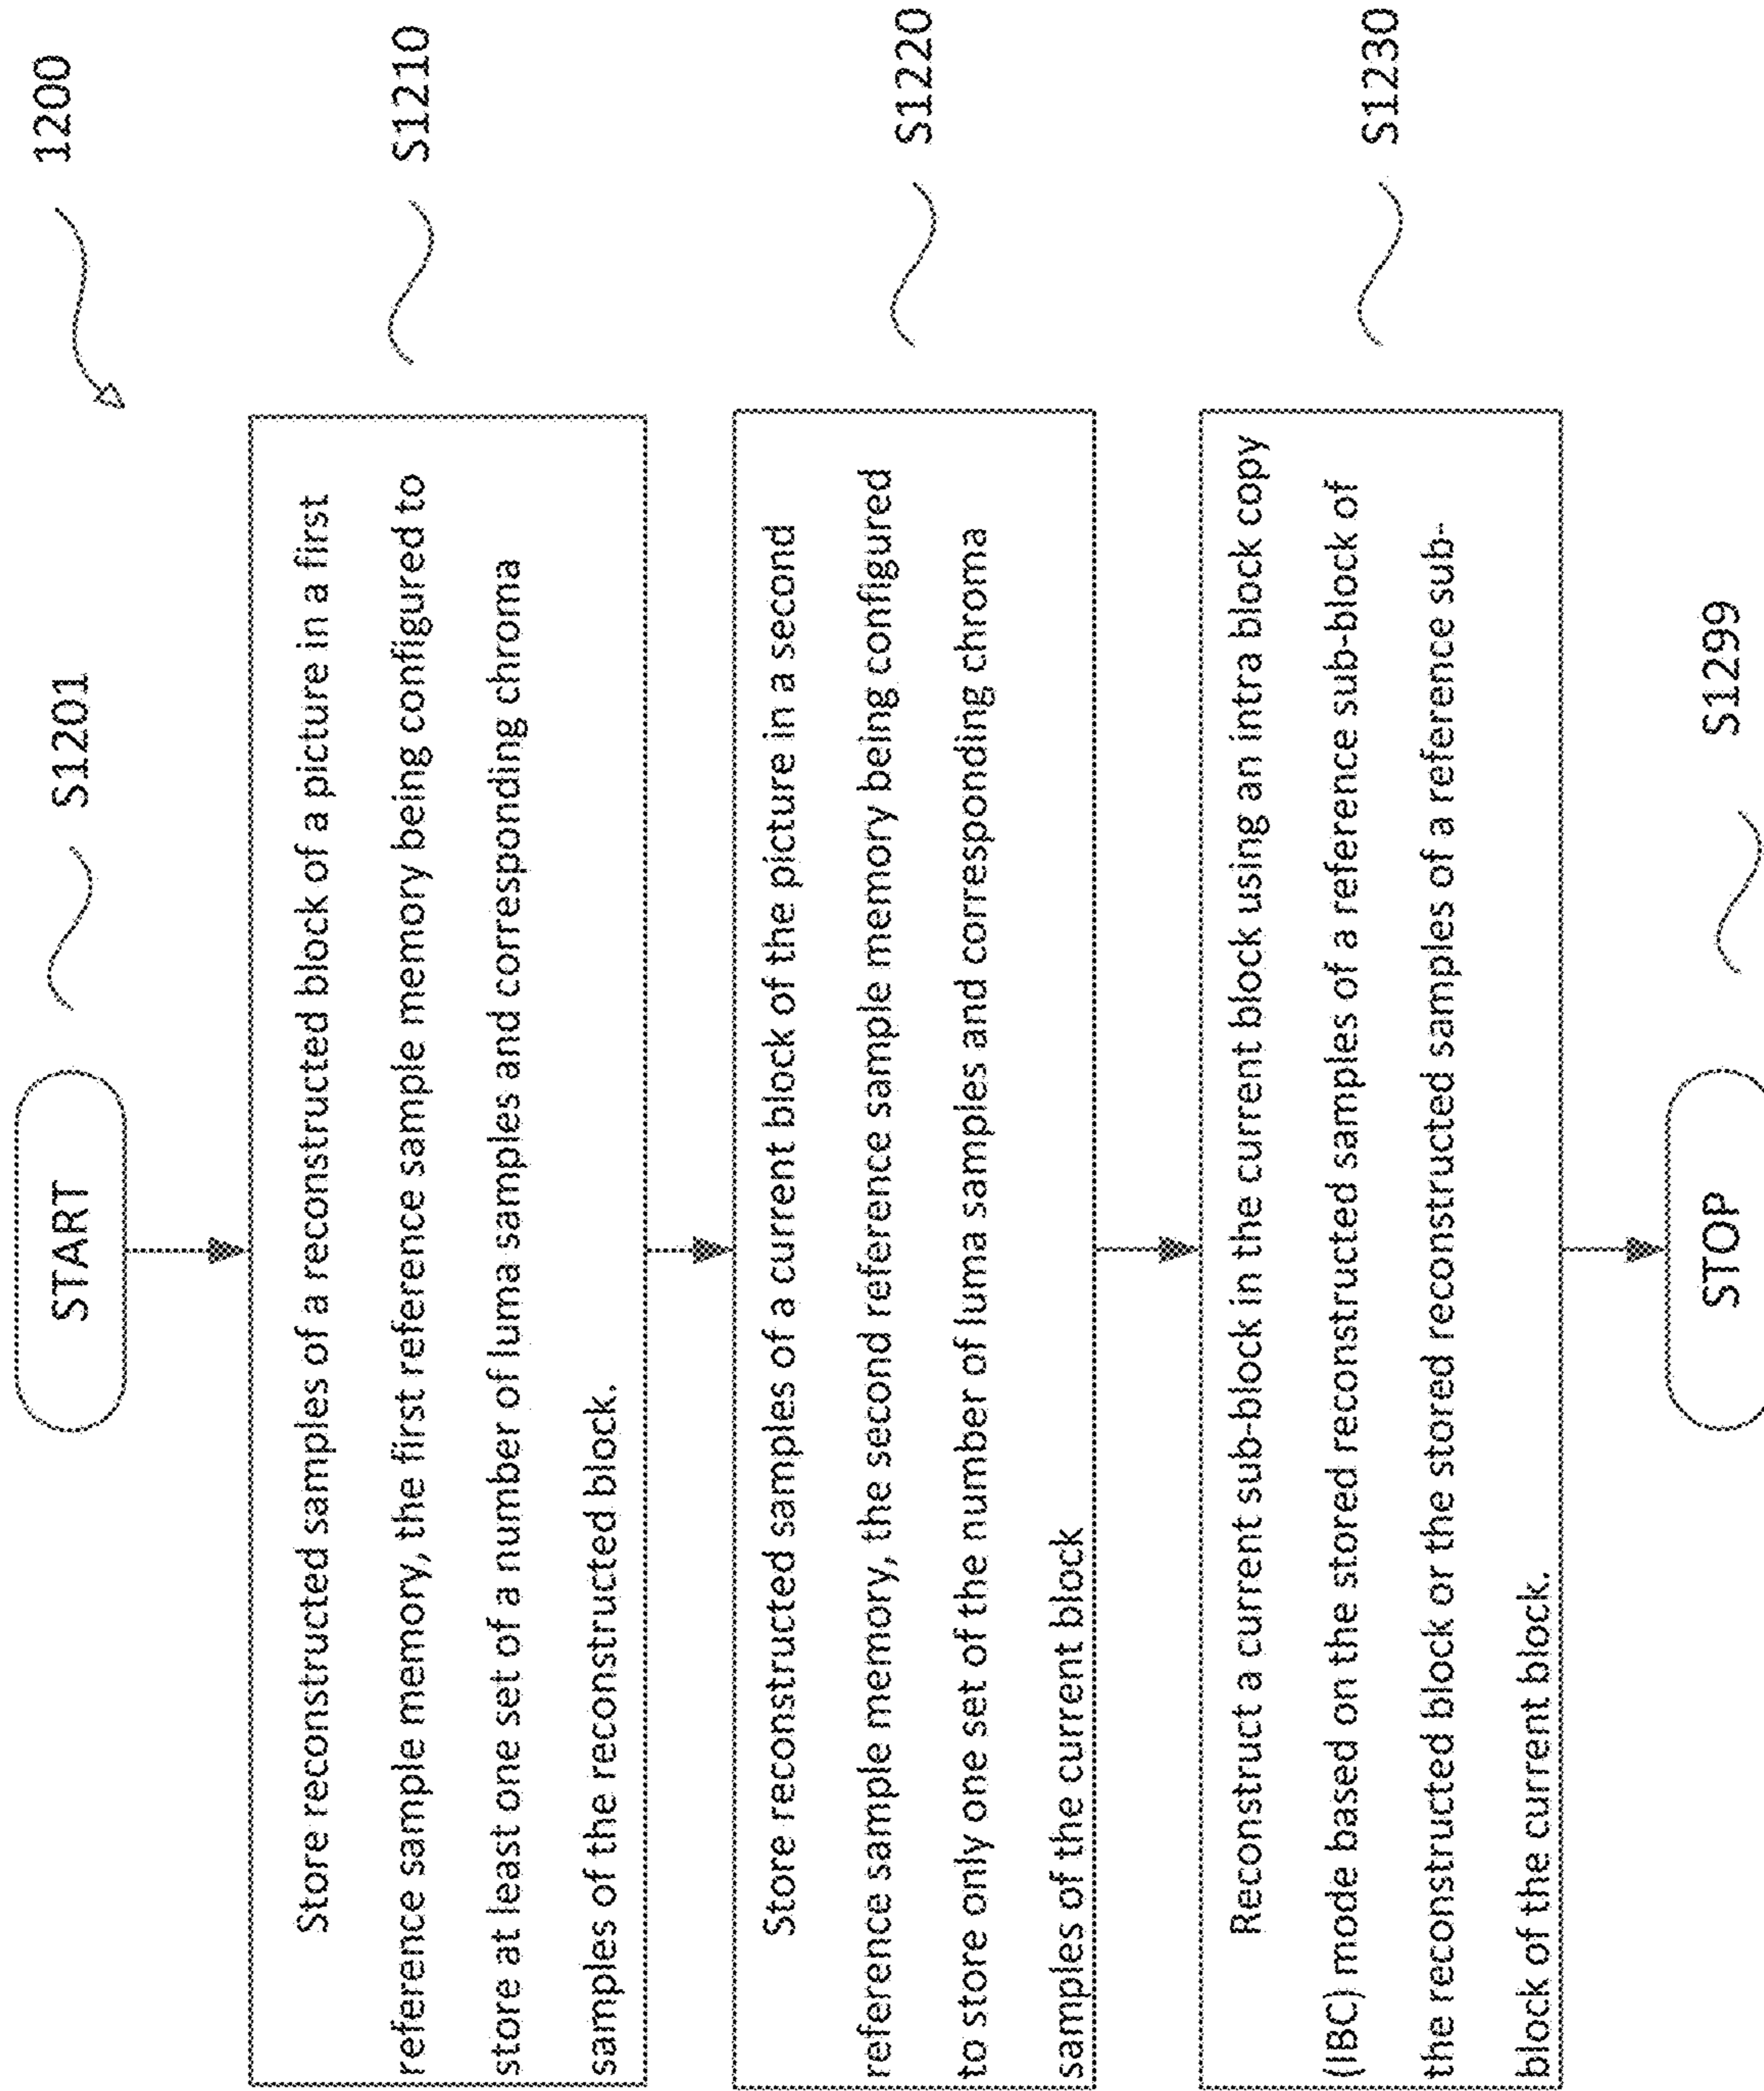 1200
START
S1201
Store reconstructed samples of a reconstructed block of a picture in a first
reference sample memory, the first reference sample memory being configured to
store at least one set of a number of luma samples and corresponding chroma
samples of the reconstructed block.
S1210
Store reconstructed samples of a current block of the picture in a second
reference sample memory, the second reference sample memory being configured
to store only one set of the number of luma samples and corresponding chroma
samples of the current block
S1220
Reconstruct a current sub-block in the current block using an intra block copy
(IBC) mode based on the stored reconstructed samples of a reference sub-block of
the reconstructed block or the stored reconstructed samples of a reference sub-
block of the current block.
S1230
STOP
S1299